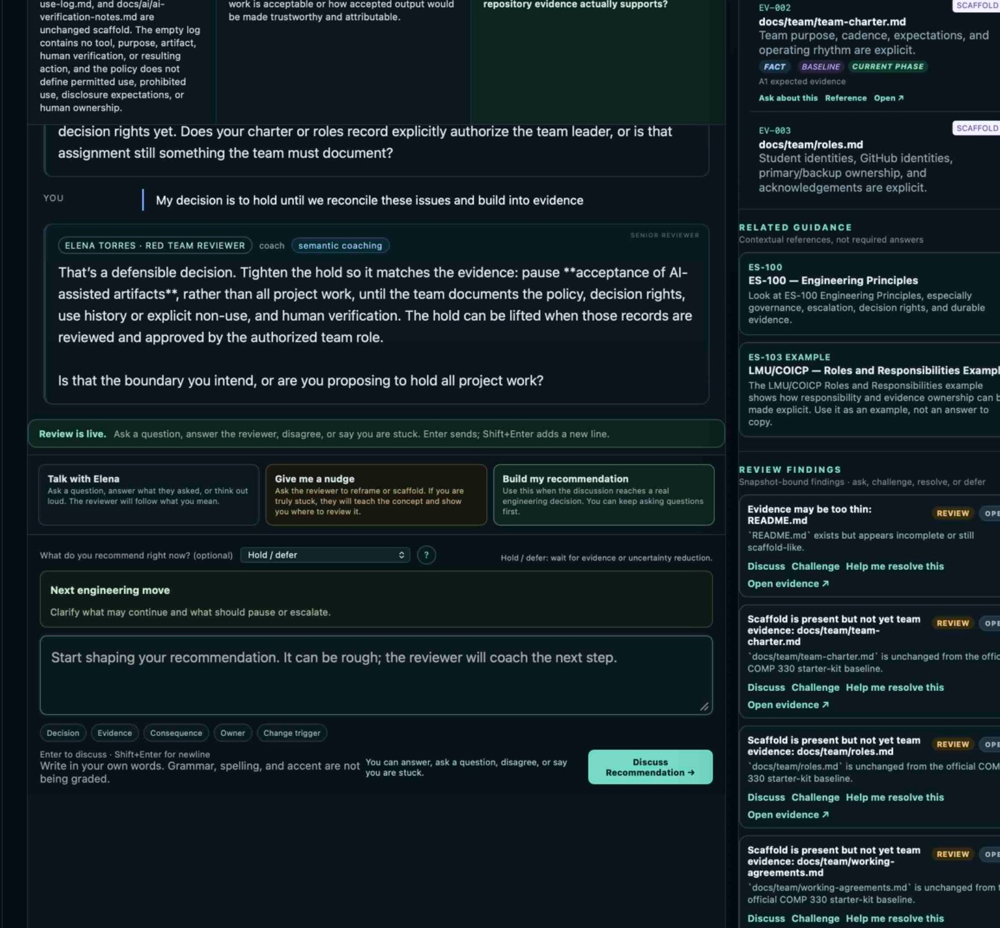 use-log.md, and docs/ai/ai-
verification-notes.md are
unchanged scaffold. The empty log
contains no tool, purpose, artifact,
human verification, or resulting
action, and the policy does not
define permitted use, prohibited
use, disclosure expectations, or
human ownership.
work is acceptable or how accepted output would
be made trustworthy and attributable.
repository evidence actually supports?
decision rights yet. Does your charter or roles record explicitly authorize the team leader, or is that
assignment still something the team must document?
YOU
My decision is to hold until we reconcile these issues and build into evidence
ELENA TORRES · RED TEAM REVIEWER
coach
semantic coaching
SENIOR REVIEWER
That’s a defensible decision. Tighten the hold so it matches the evidence: pause **acceptance of AI-
assisted artifacts**, rather than all project work, until the team documents the policy, decision rights,
use history or explicit non-use, and human verification. The hold can be lifted when those records are
reviewed and approved by the authorized team role.
Is that the boundary you intend, or are you proposing to hold all project work?
Review is live. Ask a question, answer the reviewer, disagree, or say you are stuck. Enter sends; Shift+Enter adds a new line.
Talk with Elena
Ask a question, answer what they asked, or think out
loud. The reviewer will follow what you mean.
Give me a nudge
Ask the reviewer to reframe or scaffold. If you are
truly stuck, they will teach the concept and show
you where to review it.
Build my recommendation
Use this when the discussion reaches a real
engineering decision. You can keep asking questions
first.
What do you recommend right now? (optional)
Hold / defer
?
Hold / defer: wait for evidence or uncertainty reduction.
Next engineering move
Clarify what may continue and what should pause or escalate.
Start shaping your recommendation. It can be rough; the reviewer will coach the next step.
Decision
Evidence
Consequence
Owner
Change trigger
Enter to discuss · Shift+Enter for newline
Write in your own words. Grammar, spelling, and accent are not
being graded.
You can answer, ask a question, disagree, or say
you are stuck.
Discuss
Recommendation →
EV-002
SCAFFOLD
docs/team/team-charter.md
Team purpose, cadence, expectations, and
operating rhythm are explicit.
FACT
BASELINE
CURRENT PHASE
A1 expected evidence
Ask about this Reference Open ↗
EV-003
SCAFFOLD
docs/team/roles.md
Student identities, GitHub identities,
primary/backup ownership, and
acknowledgements are explicit.
RELATED GUIDANCE
Contextual references, not required answers
ES-100
ES-100 — Engineering Principles
Look at ES-100 Engineering Principles, especially
governance, escalation, decision rights, and durable
evidence.
ES-103 EXAMPLE
LMU/COICP — Roles and Responsibilities Exampl
The LMU/COICP Roles and Responsibilities example
shows how responsibility and evidence ownership can b
made explicit. Use it as an example, not an answer to
copy.
REVIEW FINDINGS
Snapshot-bound findings · ask, challenge, resolve, or defer
Evidence may be too thin:
README.md
REVIEW
OPE
`README.md` exists but appears incomplete or still
scaffold-like.
Discuss Challenge Help me resolve this
Open evidence ↗
Scaffold is present but not yet team
evidence: docs/team/team-
charter.md
REVIEW
OPE
`docs/team/team-charter.md` is unchanged from the offic
COMP 330 starter-kit baseline.
Discuss Challenge Help me resolve this
Open evidence ↗
Scaffold is present but not yet team
evidence: docs/team/roles.md
REVIEW
OPE
`docs/team/roles.md` is unchanged from the official COM
330 starter-kit baseline.
Discuss Challenge Help me resolve this
Open evidence ↗
Scaffold is present but not yet team
evidence: docs/team/working-
agreements.md
REVIEW
OPE
`docs/team/working-agreements.md` is unchanged from t
official COMP 330 starter-kit baseline.
Discuss Challenge Help me resolve this